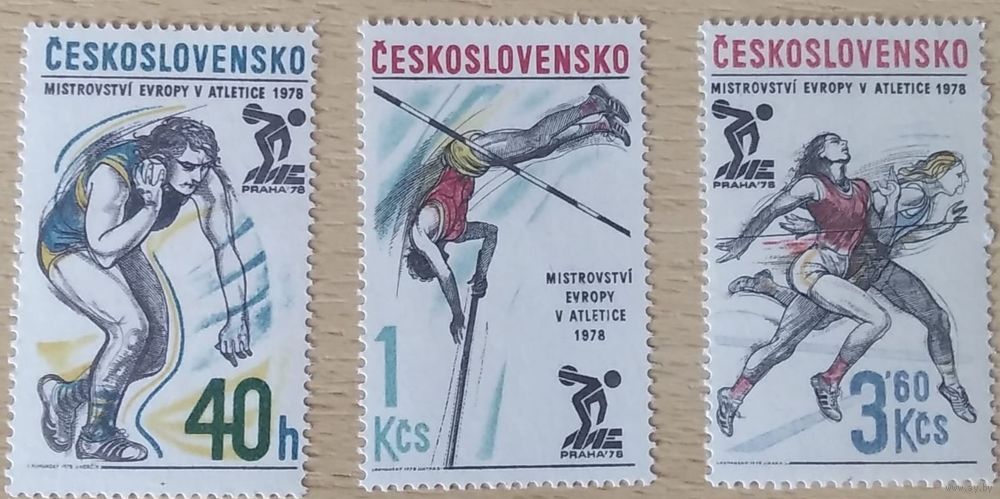 ČESKOSLOVENSKO
MISTROVSTVÍ EVROPY V ATLETICE 1978
PRAHA'78
40h
ČESKOSLOVENSKO
MISTROVSTVÍ
EVROPY
V ATLETICE
1978
1
KČS
PRAHA'78
ČESKOSLOVENSKO
MISTROVSTVÍ EVROPY V ATLETICE 1978
PRAHA'78
3'60
KČS